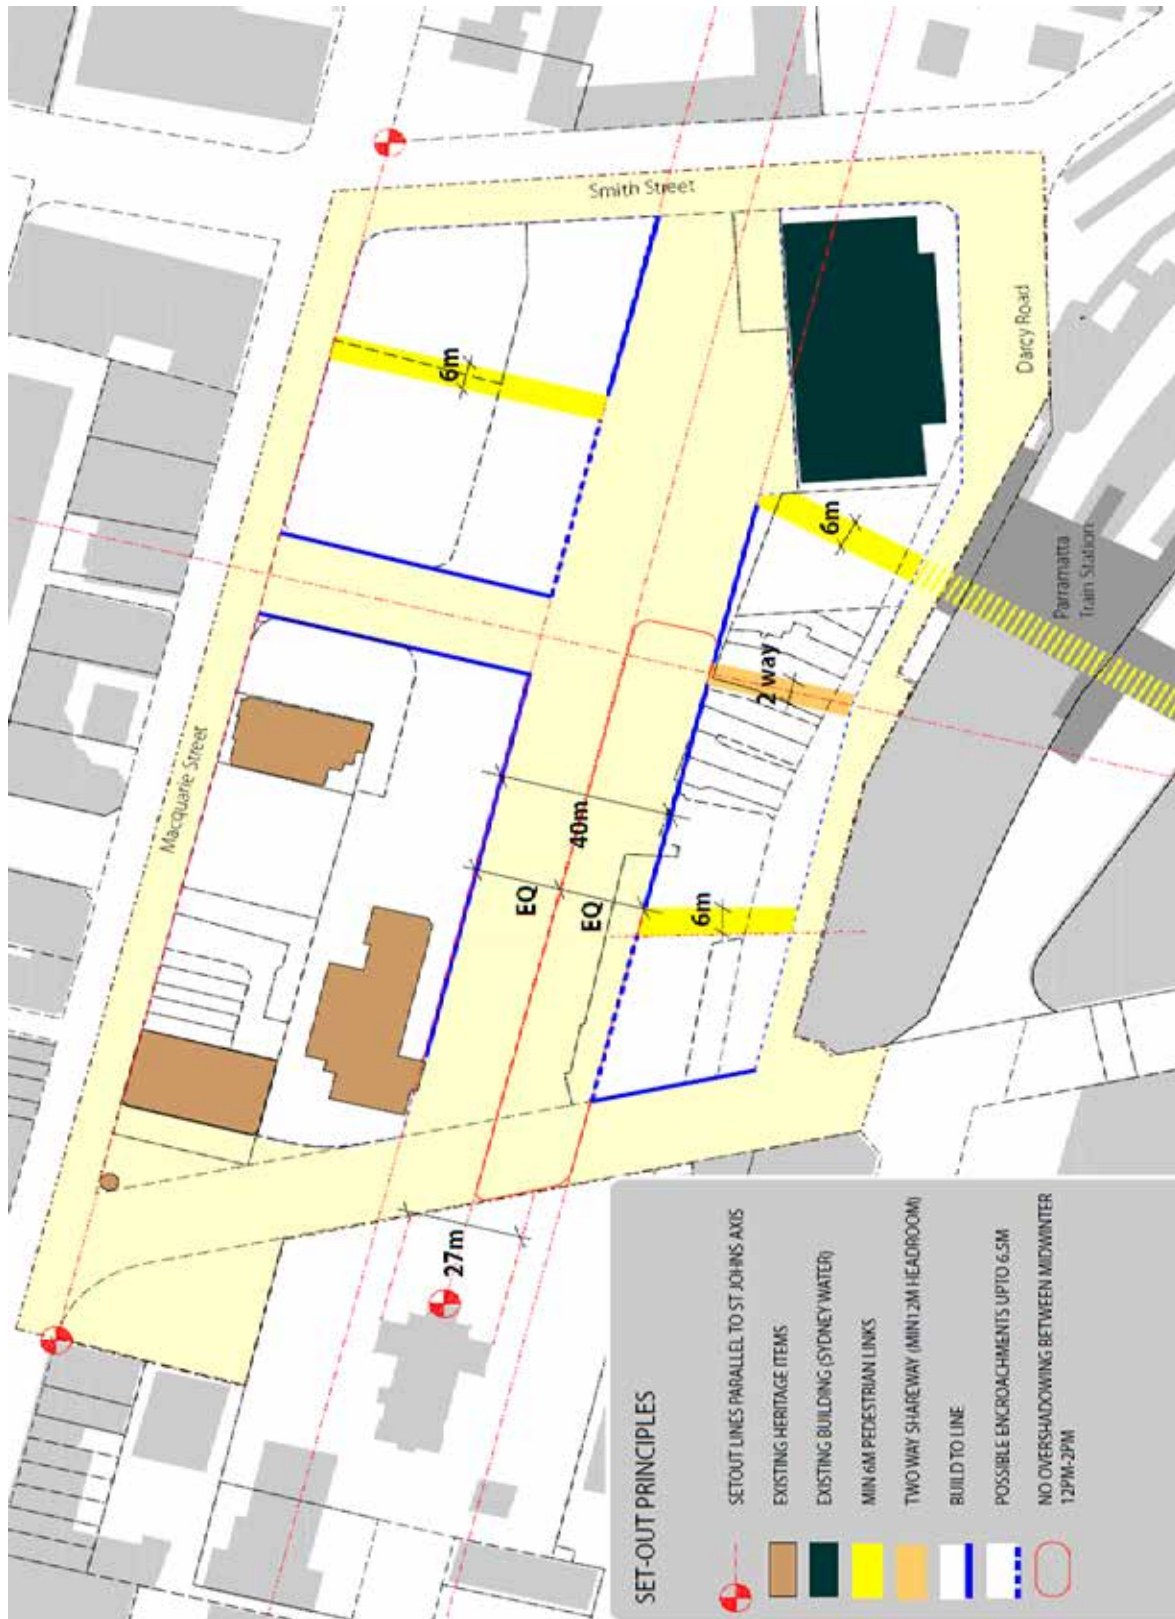 Smith Street
Darcy Road
6m
6m
Parramatta
Train Station
Macquarie Street
2 way
40m
EQ
EQ
6m
27m
SET-OUT PRINCIPLES
SETOUT LINES PARALLEL TO ST JOHNS AXIS
EXISTING HERITAGE ITEMS
EXISTING BUILDING (SYDNEY WATER)
MIN 6M PEDESTRIAN LINKS
TWO WAY SHAREWAY (MIN12M HEADROOM)
BUILD TO LINE
POSSIBLE ENCROACHMENTS UPTO 6.5M
NO OVERSHADOWING BETWEEN MIDWINTER
12PM-2PM